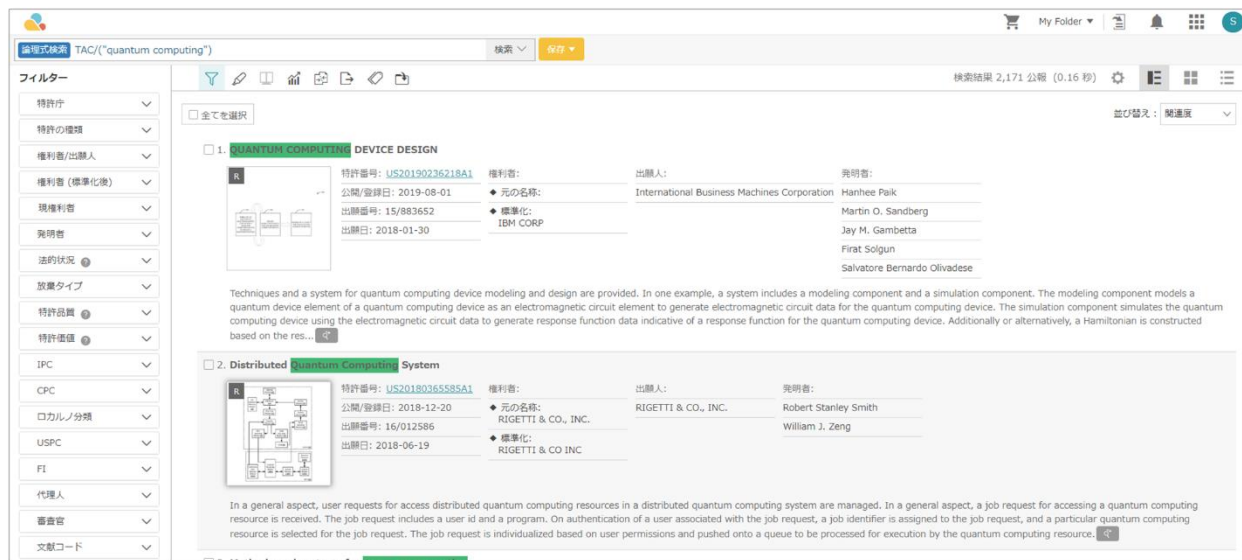 My Folder ▼
S
論理式検索 TAC/("quantum computing")
検索
保存 ▼
フィルター
検索結果 2,171 公報 (0.16 秒)
特許庁
特許の種類
権利者/出願人
権利者 (標準化後)
現権利者
発明者
法的状況
放棄タイプ
特許品質
特許価値
IPC
CPC
ロカルノ分類
USPC
FI
代理人
審査官
文献コード
全てを選択
並び替え: 関連度
1. QUANTUM COMPUTING DEVICE DESIGN
R
特許番号: US20190236218A1
公開/登録日: 2019-08-01
出願番号: 15/883652
出願日: 2018-01-30
権利者:
◆ 元の名称:
◆ 標準化:
IBM CORP
出願人:
International Business Machines Corporation
発明者:
Hanhee Paik
Martin O. Sandberg
Jay M. Gambetta
Firat Solgun
Salvatore Bernardo Olivadese
Techniques and a system for quantum computing device modeling and design are provided. In one example, a system includes a modeling component and a simulation component. The modeling component models a
quantum device element of a quantum computing device as an electromagnetic circuit element to generate electromagnetic circuit data for the quantum computing device. The simulation component simulates the quantum
computing device using the electromagnetic circuit data to generate response function data indicative of a response function for the quantum computing device. Additionally or alternatively, a Hamiltonian is constructed
based on the res...
2. Distributed Quantum Computing System
R
特許番号: US20180365585A1
公開/登録日: 2018-12-20
出願番号: 16/012586
出願日: 2018-06-19
権利者:
◆ 元の名称:
RIGETTI & CO., INC.
◆ 標準化:
RIGETTI & CO INC
出願人:
RIGETTI & CO., INC.
発明者:
Robert Stanley Smith
William J. Zeng
In a general aspect, user requests for access distributed quantum computing resources in a distributed quantum computing system are managed. In a general aspect, a job request for accessing a quantum computing
resource is received. The job request includes a user id and a program. On authentication of a user associated with the job request, a job identifier is assigned to the job request, and a particular quantum computing
resource is selected for the job request. The job request is individualized based on user permissions and pushed onto a queue to be processed for execution by the quantum computing resource.